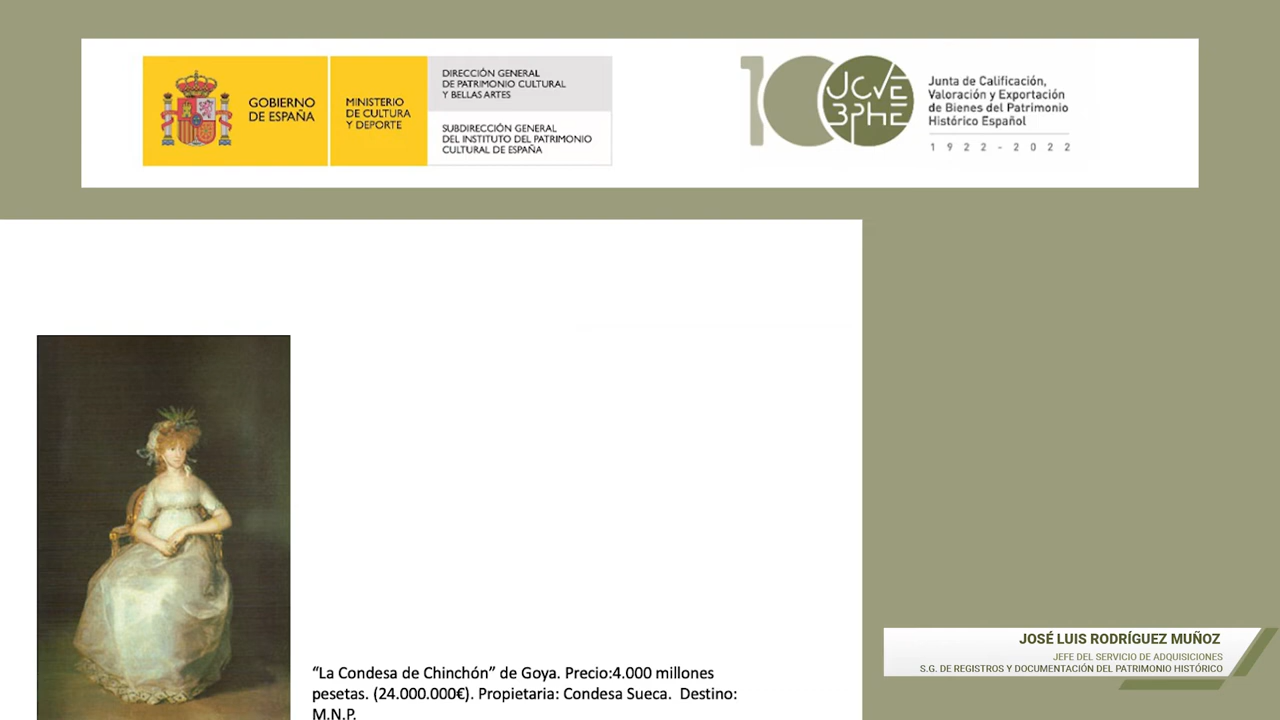 GOBIERNO
DE ESPAÑA
MINISTERIO
DE CULTURA
Y DEPORTE
DIRECCIÓN GENERAL
DE PATRIMONIO CULTURAL
Y BELLAS ARTES
SUBDIRECCIÓN GENERAL
DEL INSTITUTO DEL PATRIMONIO
CULTURAL DE ESPAÑA
100
JCVE
BPHE
Junta de Calificación,
Valoración y Exportación
de Bienes del Patrimonio
Histórico Español
1922-2022
“La Condesa de Chinchón” de Goya. Precio:4.000 millones
pesetas. (24.000.000€). Propietaria: Condesa Sueca. Destino:
M.N.P.
JOSÉ LUIS RODRÍGUEZ MUÑOZ
JEFE DEL SERVICIO DE ADQUISICIONES
S.G. DE REGISTROS Y DOCUMENTACIÓN DEL PATRIMONIO HISTÓRICO